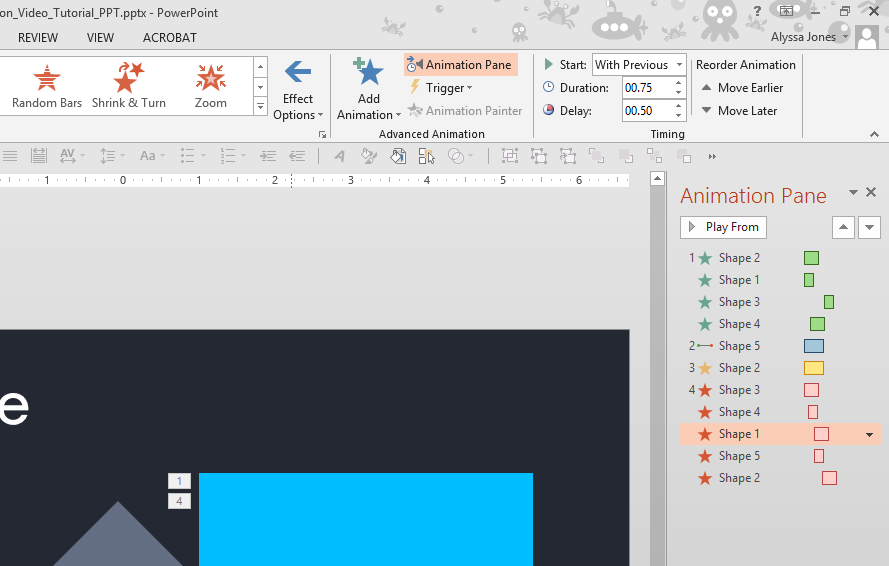 on_Video_Tutorial_PPT.pptx - PowerPoint
?
REVIEW VIEW ACROBAT
Alyssa Jones
Random Bars Shrink & Turn Zoom
Effect
Options
Add
Animation
Animation Pane
Trigger
Animation Painter
Advanced Animation
Start: With Previous
Duration: 00.75
Delay: 00.50
Timing
Reorder Animation
Move Earlier
Move Later
AV Aa A
1 0 1 2 3 4 5 6
Animation Pane
Play From
1 Shape 2
Shape 1
Shape 3
Shape 4
2 Shape 5
3 Shape 2
4 Shape 3
Shape 4
Shape 1
Shape 5
Shape 2
e
1
4